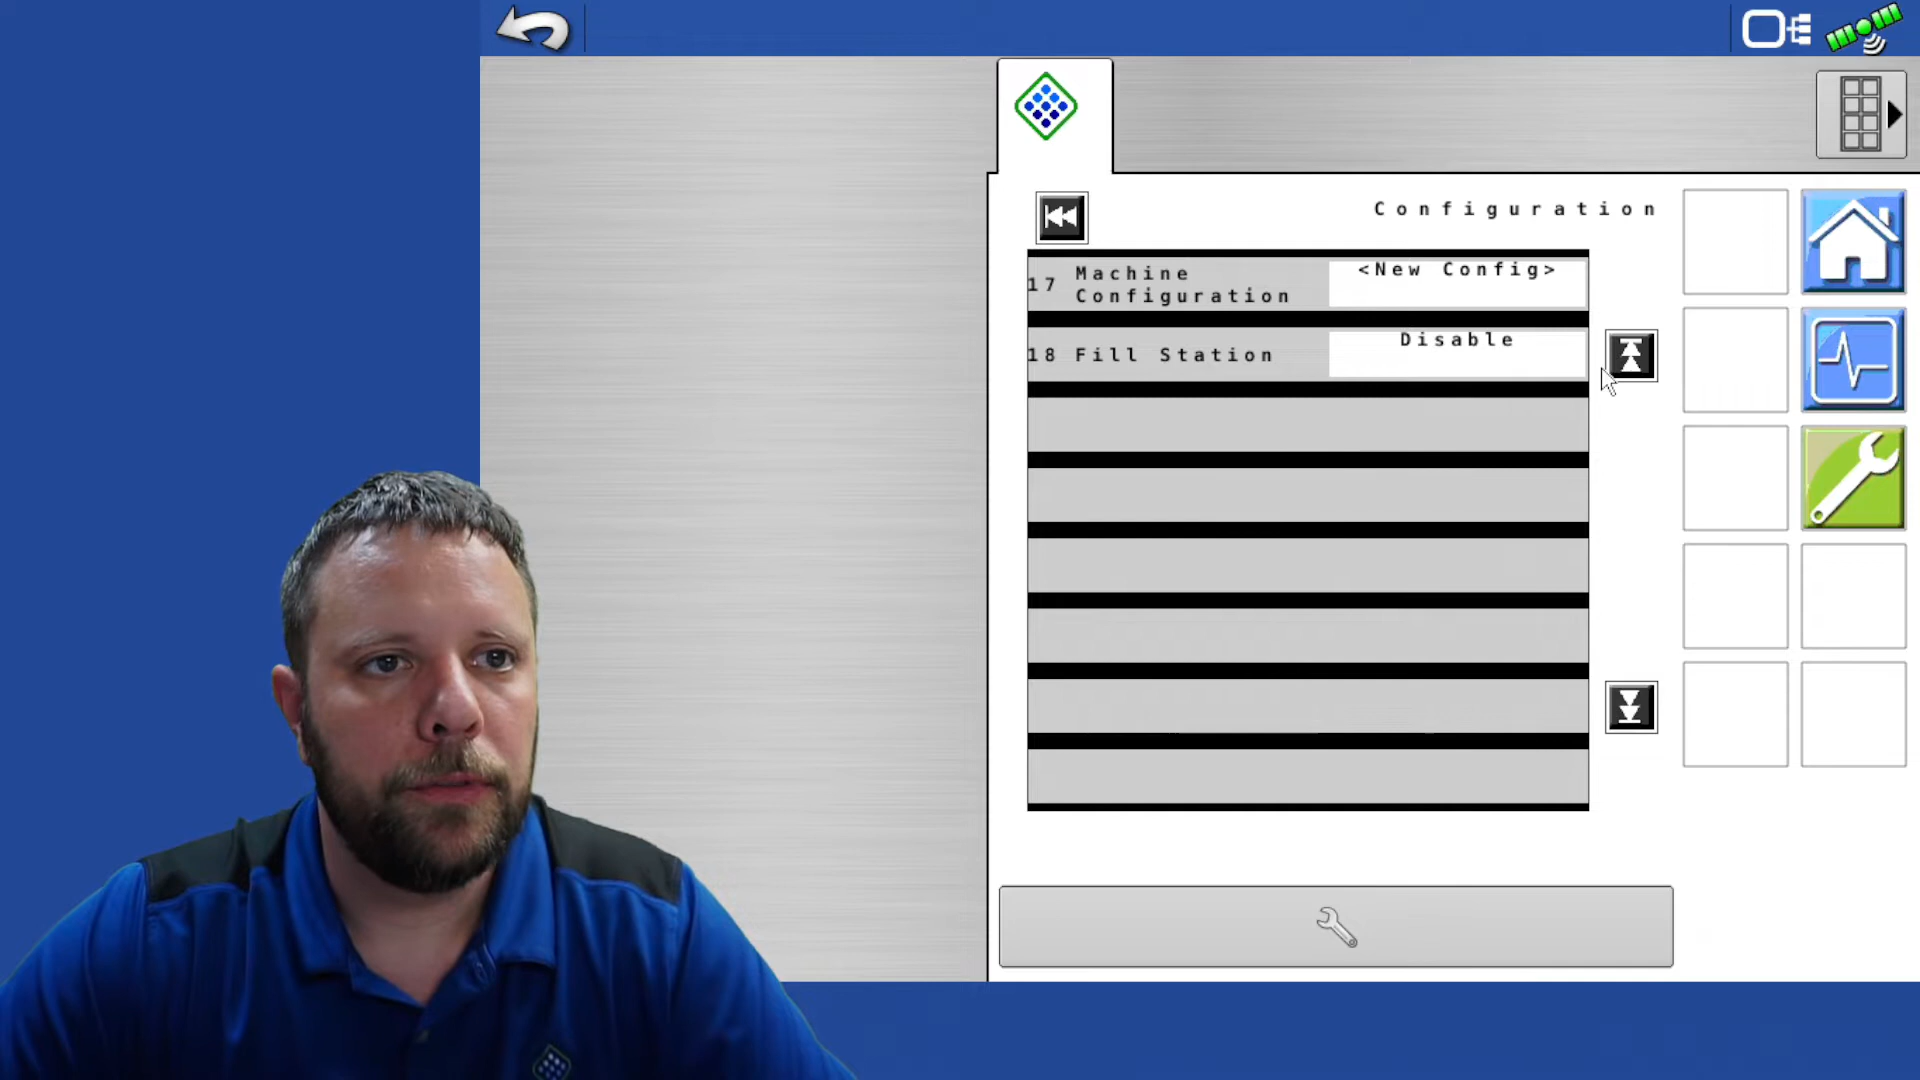 Configuration
17 Machine Configuration
<New Config>
18 Fill Station
Disable